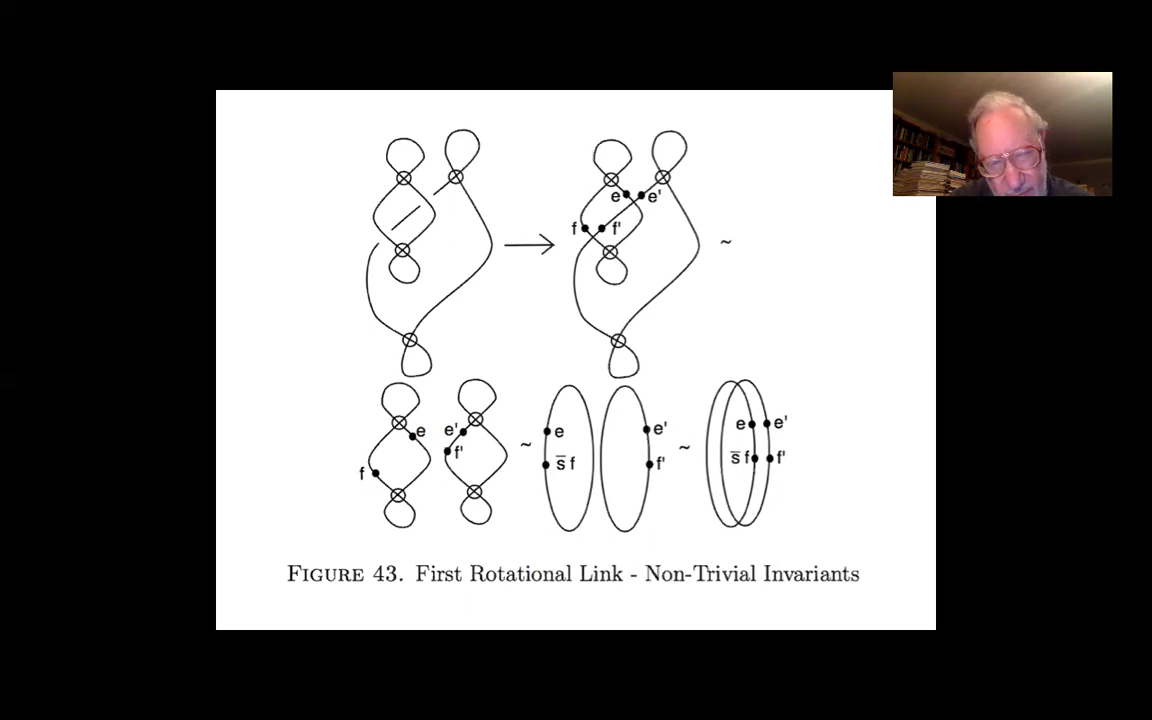 e e'
f f'
~
e e'
f f'
~
e e'
s̅ f f'
~
e e'
s̅ f f'
FIGURE 43. First Rotational Link - Non-Trivial Invariants